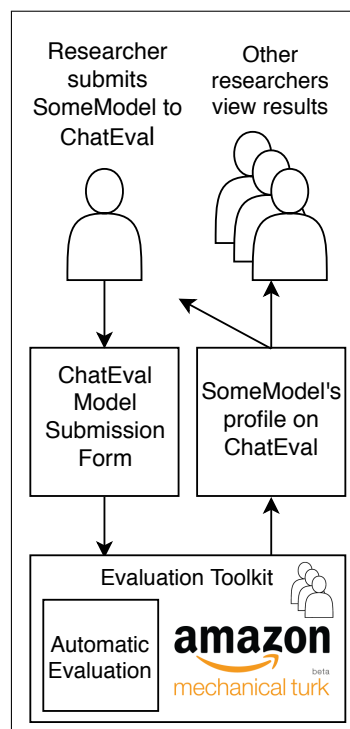 Researcher
submits
SomeModel to
ChatEval
Other
researchers
view results
ChatEval
Model
Submission
Form
SomeModel's
profile on
ChatEval
Evaluation Toolkit
Automatic
Evaluation
amazon
beta
mechanical turk